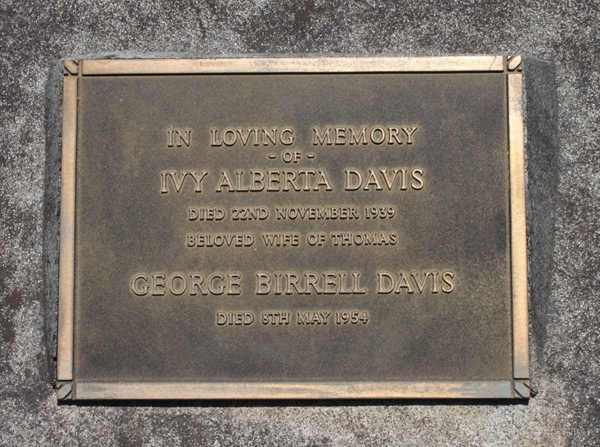 IN LOVING MEMORY
- OF -
IVY ALBERTA DAVIS
DIED 22ND NOVEMBER 1939
BELOVED WIFE OF THOMAS
GEORGE BIRRELL DAVIS
DIED 8TH MAY 1954